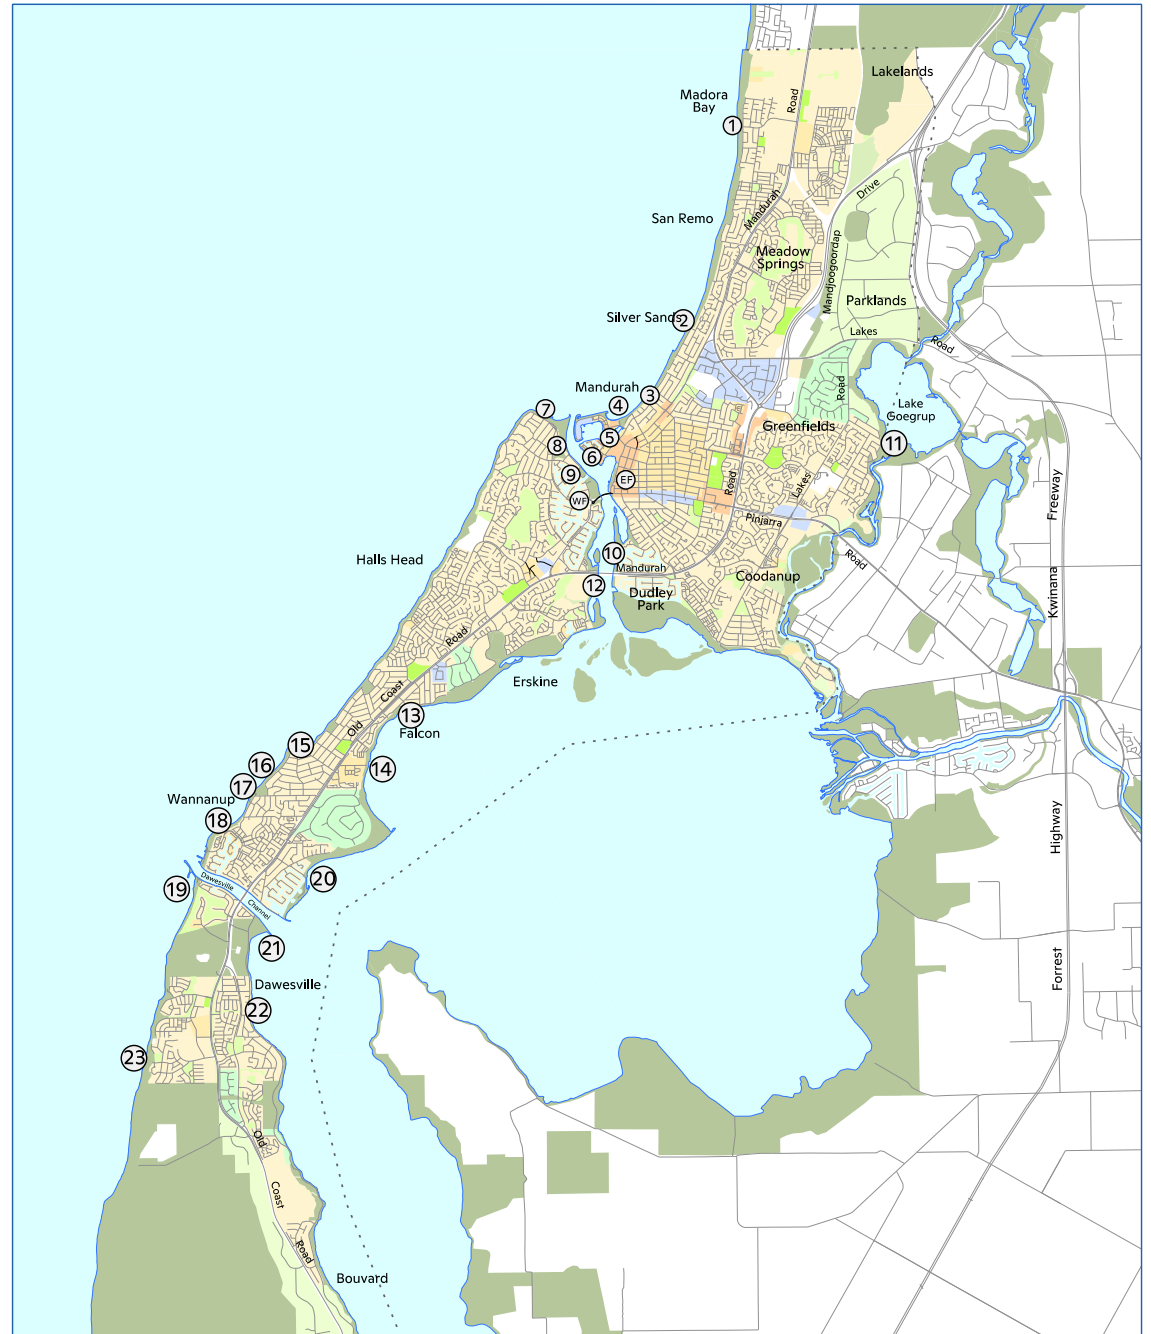 Lakelands
Madora
Bay
Road
1
Drive
Mandurah
San Remo
Meadow
Springs
Mandjoogoordap
Parklands
Silver Sands
2
Lakes
Road
Mandurah
3
4
7
Road
Lake
Goegrup
Greenfields
5
8
11
6
9
EF
WF
Road
Lakes
Freeway
Pinjarra
Road
10
Halls Head
Mandurah
Coodanup
12
Dudley
Park
Kwinana
Road
Erskine
Coast
Old
13
Falcon
15
16
14
17
Wannanup
18
Highway
Dawesville
Channel
19
20
21
Forrest
Dawesville
22
23
Old
Coast
Road
Bouvard